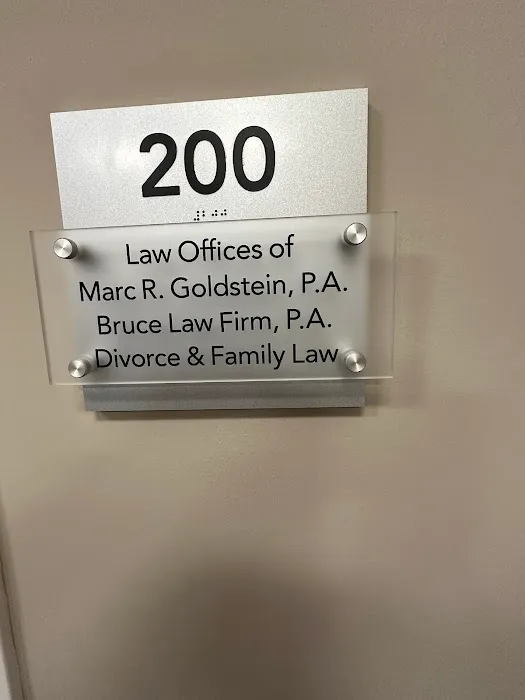 200
Law Offices of
Marc R. Goldstein, P.A.
Bruce Law Firm, P.A.
Divorce & Family Law